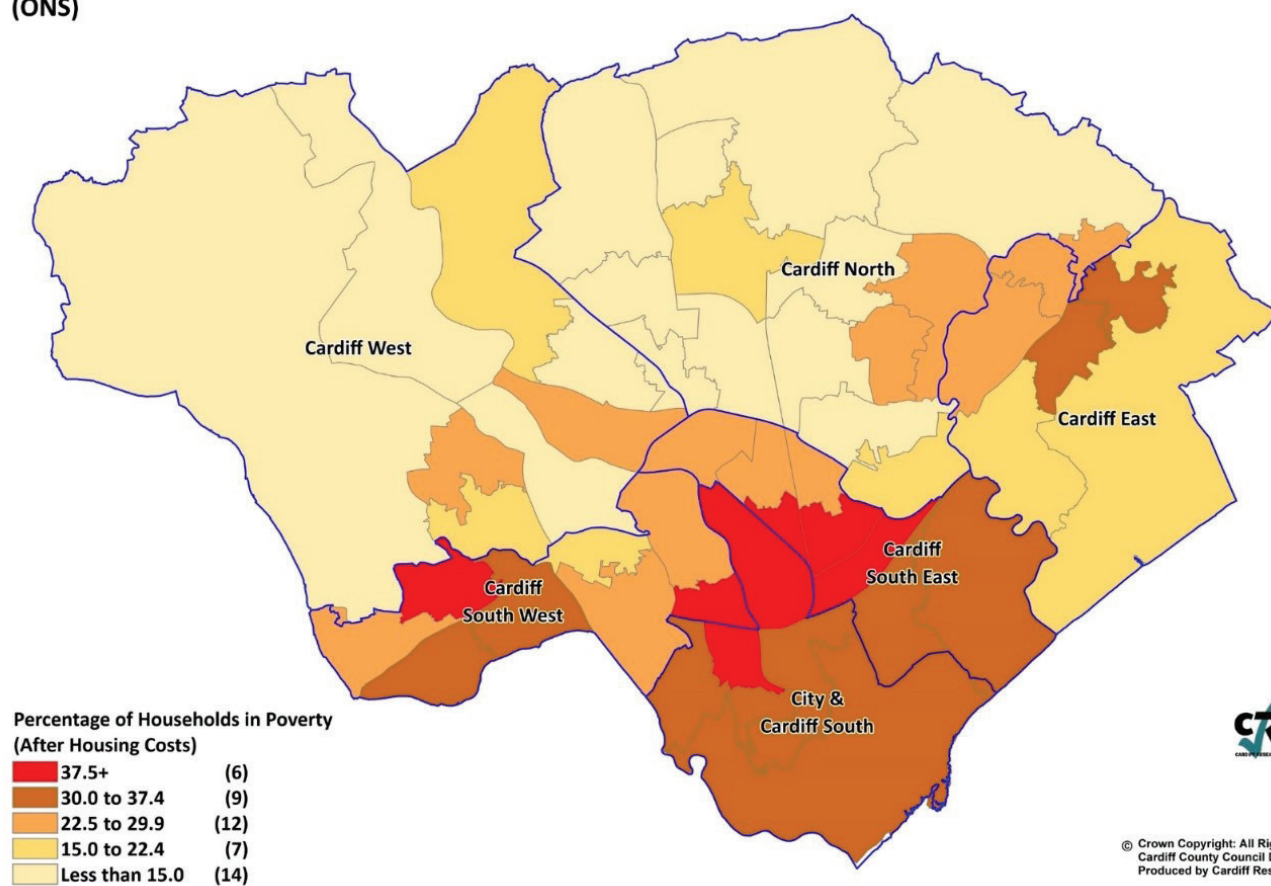 (ONS)
Cardiff North
Cardiff West
Cardiff East
Cardiff
South East
Cardiff
South West
City &
Cardiff South
Percentage of Households in Poverty
(After Housing Costs)
37.5+ (6)
30.0 to 37.4 (9)
22.5 to 29.9 (12)
15.0 to 22.4 (7)
Less than 15.0 (14)
© Crown Copyright: All
Cardiff County Council
Produced by Cardiff